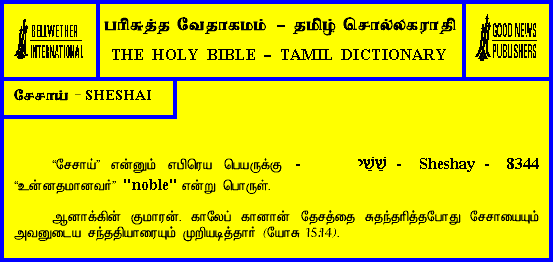 BELLWETHER
INTERNATIONAL
பரிசுத்த வேதாகமம் – தமிழ் சொல்லகராதி
THE HOLY BIBLE – TAMIL DICTIONARY
GOOD NEWS
PUBLISHERS
சேசாய் - SHESHAI
“சேசாய்” என்னும் எபிரெய பெயருக்கு - שֵׁשַׁי - Sheshay - 8344
“உன்னதமானவர்” "noble" என்று பொருள்.
ஆனாக்கின் குமாரன். காலேப் கானான் தேசத்தை சுதந்தரித்தபோது சேசாயையும்
அவனுடைய சந்ததியாரையும் முறியடித்தார் (யோசு 15:14).